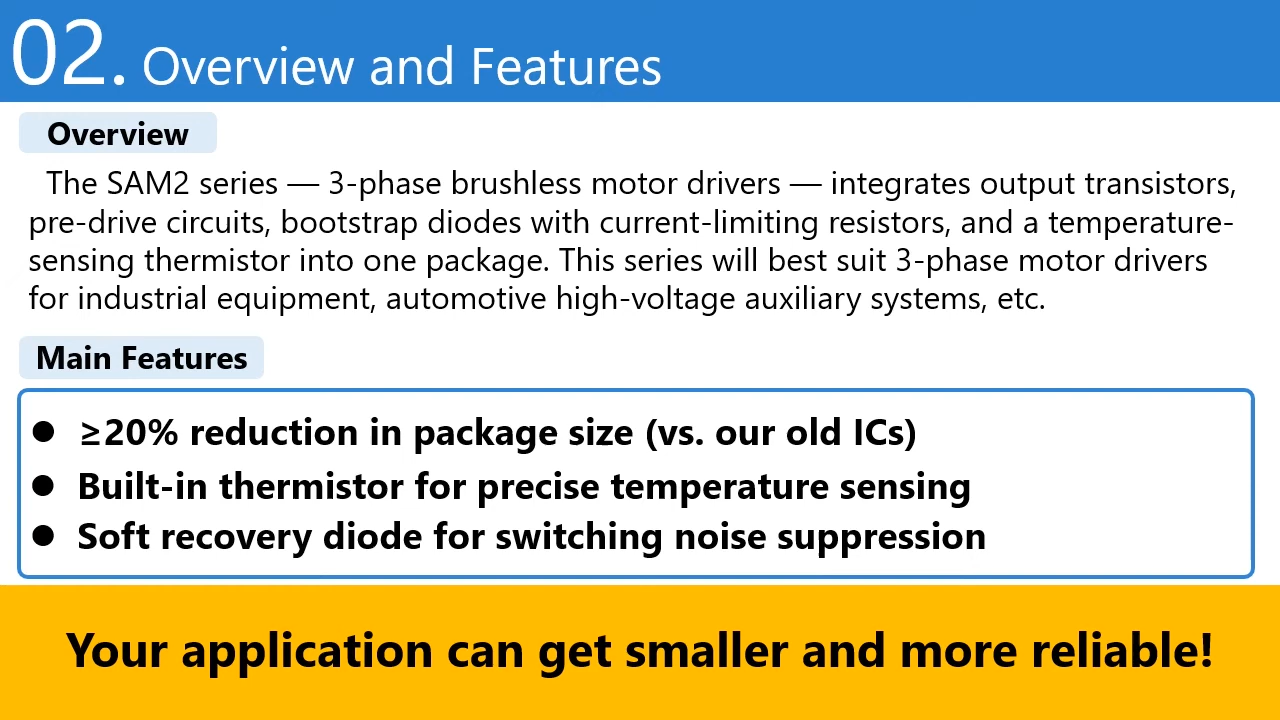 02. Overview and Features
Overview
The SAM2 series — 3-phase brushless motor drivers — integrates output transistors,
pre-drive circuits, bootstrap diodes with current-limiting resistors, and a temperature-
sensing thermistor into one package. This series will best suit 3-phase motor drivers
for industrial equipment, automotive high-voltage auxiliary systems, etc.
Main Features
● ≥20% reduction in package size (vs. our old ICs)
● Built-in thermistor for precise temperature sensing
● Soft recovery diode for switching noise suppression
Your application can get smaller and more reliable!